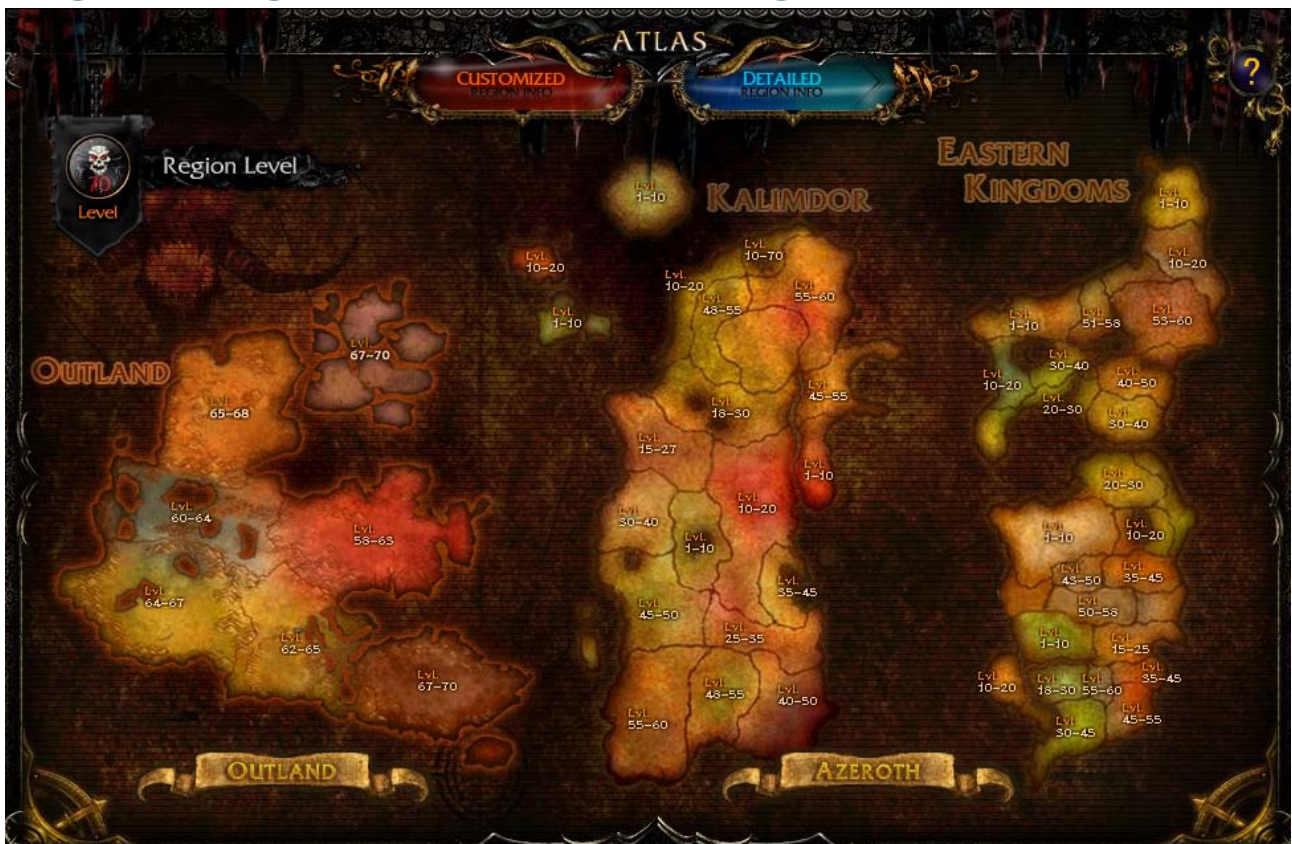 ATLAS
CUSTOMIZED
REGION INFO
DETAILED
REGION INFO
?
70
Level
Region Level
OUTLAND
Lvl.
67~70
Lvl.
65~68
Lvl.
60~64
Lvl.
58~63
Lvl.
64~67
Lvl.
62~65
Lvl.
67~70
OUTLAND
KALIMDOR
Lvl.
1~10
Lvl.
10~20
Lvl.
1~10
Lvl.
10~70
Lvl.
10~20
Lvl.
48~55
Lvl.
55~60
Lvl.
45~55
Lvl.
18~30
Lvl.
15~27
Lvl.
1~10
Lvl.
10~20
Lvl.
30~40
Lvl.
1~10
Lvl.
35~45
Lvl.
45~50
Lvl.
25~35
Lvl.
48~55
Lvl.
40~50
Lvl.
55~60
EASTERN
KINGDOMS
Lvl.
1~10
Lvl.
10~20
Lvl.
1~10
Lvl.
51~58
Lvl.
53~60
Lvl.
30~40
Lvl.
10~20
Lvl.
40~50
Lvl.
20~30
Lvl.
30~40
Lvl.
20~30
Lvl.
1~10
Lvl.
10~20
Lvl.
43~50
Lvl.
35~45
Lvl.
50~58
Lvl.
1~10
Lvl.
15~25
Lvl.
10~20
Lvl.
18~30
Lvl.
55~60
Lvl.
35~45
Lvl.
30~45
Lvl.
45~55
AZEROTH